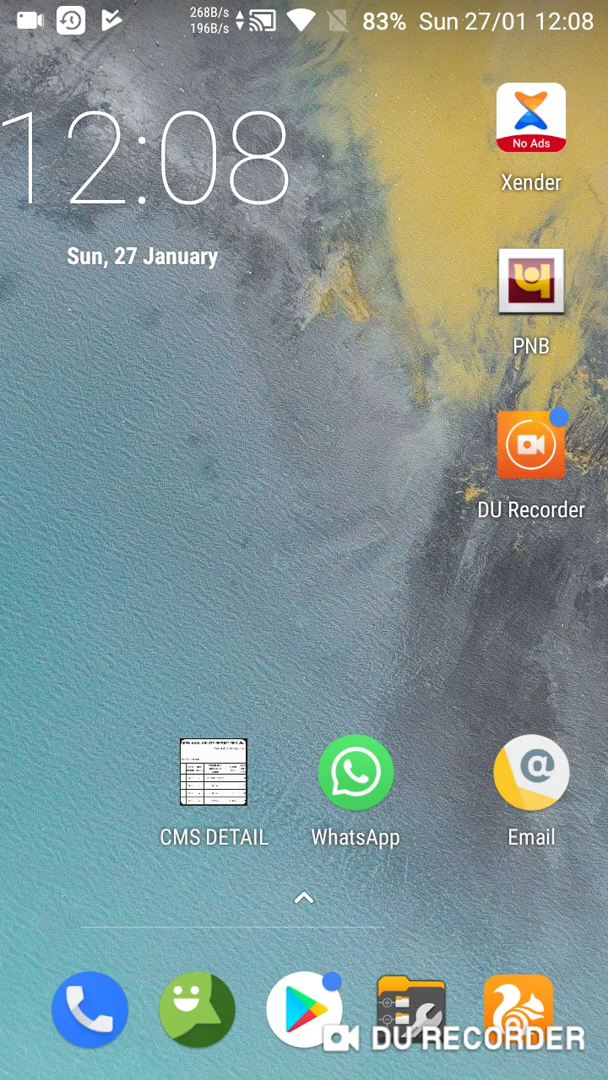 268B/s
196B/s
83% Sun 27/01 12:08
12:08
Sun, 27 January
No Ads
Xender
PNB
DU Recorder
CMS DETAIL
WhatsApp
Email
DU RECORDER